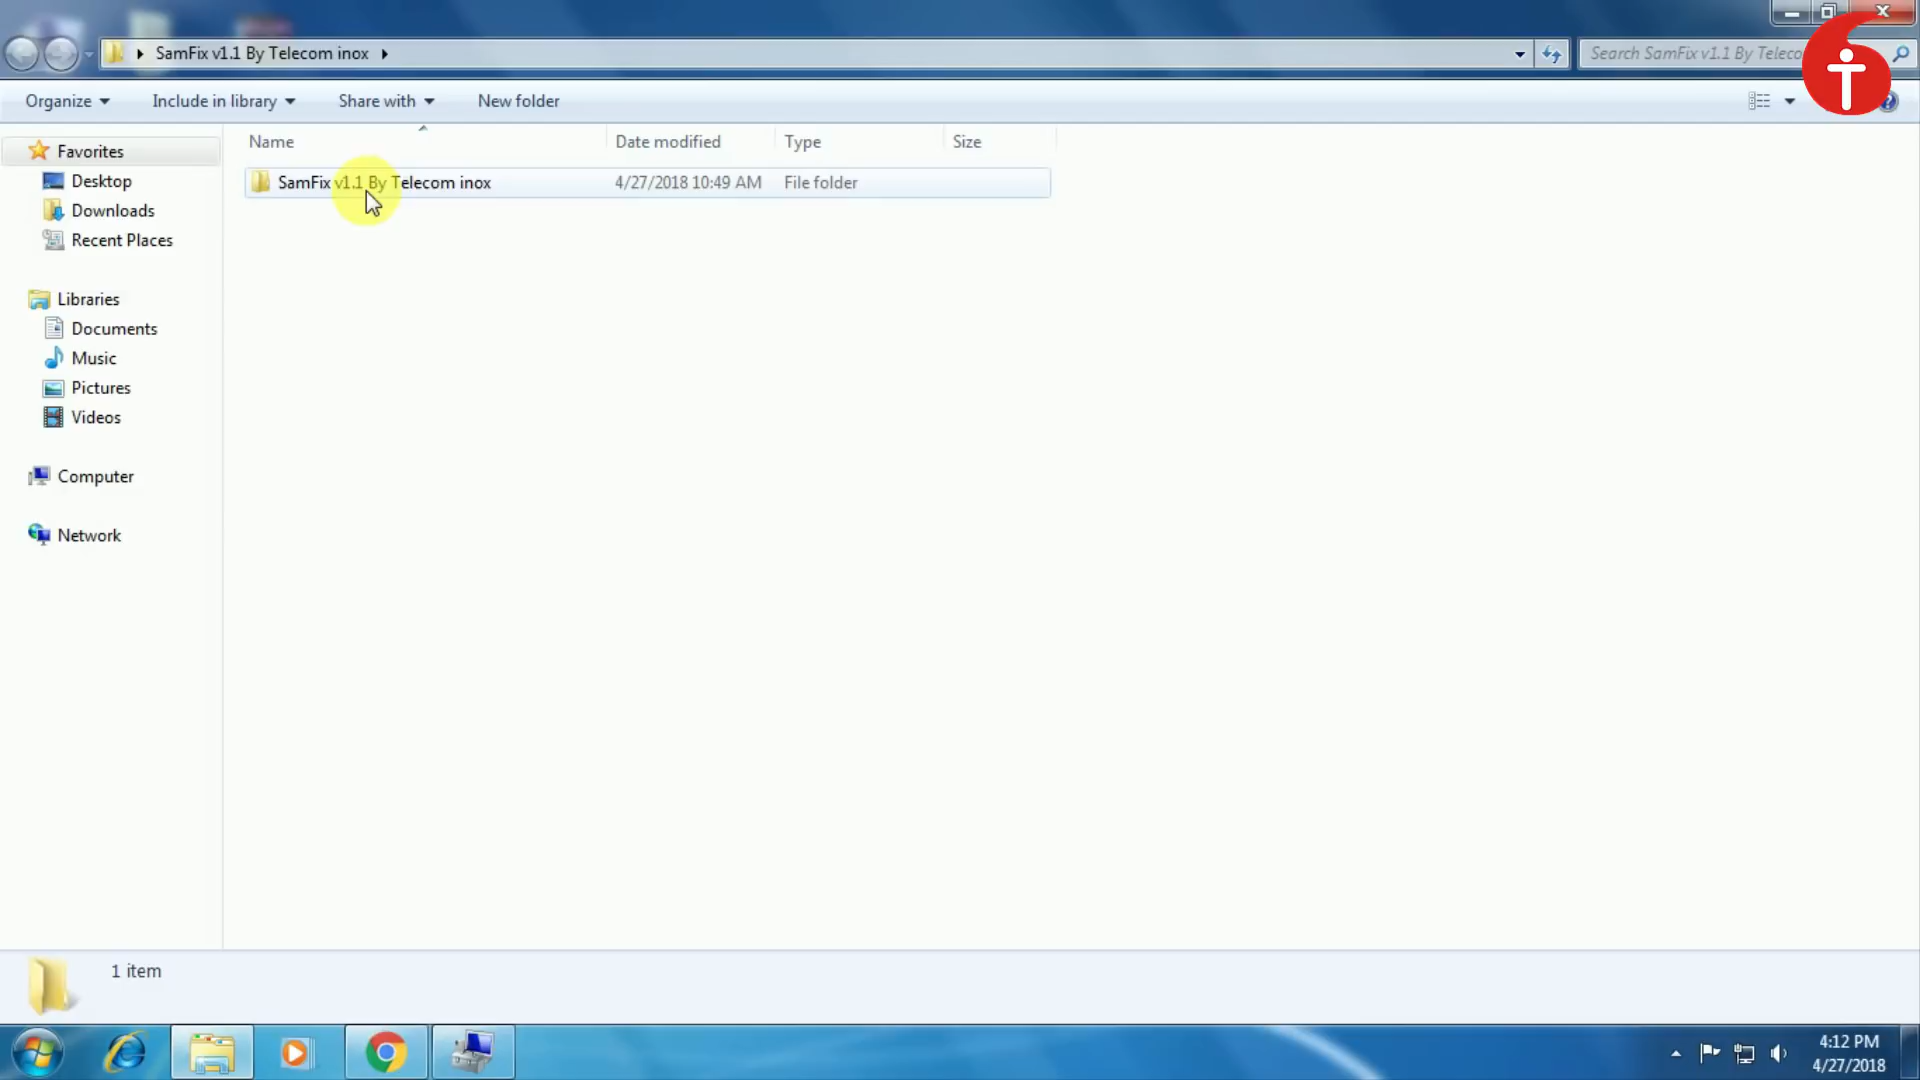 SamFix v1.1 By Telecom inox
Search SamFix v1.1 By Teleco
Organize
Include in library
Share with
New folder
Name
Date modified
Type
Size
SamFix v1.1 By Telecom inox
4/27/2018 10:49 AM
File folder
Favorites
Desktop
Downloads
Recent Places
Libraries
Documents
Music
Pictures
Videos
Computer
Network
1 item
4:12 PM
4/27/2018